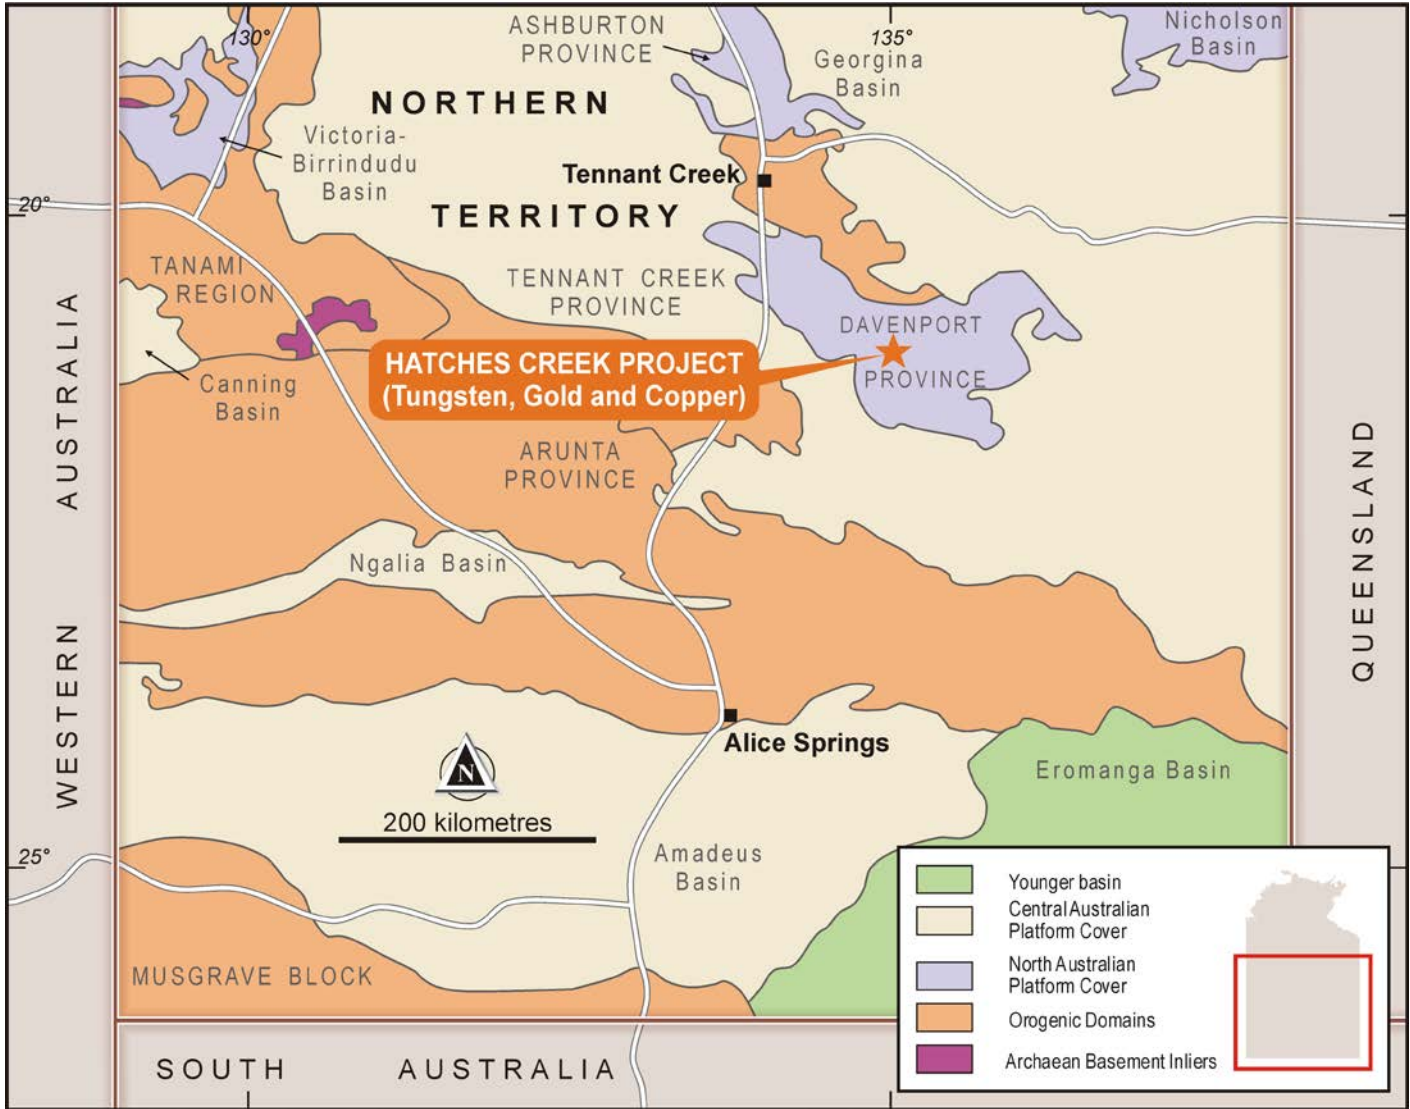 130°
ASHBURTON
PROVINCE
135°
Georgina
Basin
Nicholson
Basin
NORTHERN
TERRITORY
Victoria-
Birrindudu
Basin
Tennant Creek
20°
TANAMI
REGION
TENNANT CREEK
PROVINCE
DAVENPORT
PROVINCE
HATCHES CREEK PROJECT
(Tungsten, Gold and Copper)
Canning
Basin
ARUNTA
PROVINCE
WESTERN AUSTRALIA
QUEENSLAND
Ngalia Basin
Alice Springs
Eromanga Basin
N
200 kilometres
25°
Amadeus
Basin
MUSGRAVE BLOCK
SOUTH AUSTRALIA
Younger basin
Central Australian
Platform Cover
North Australian
Platform Cover
Orogenic Domains
Archaean Basement Inliers